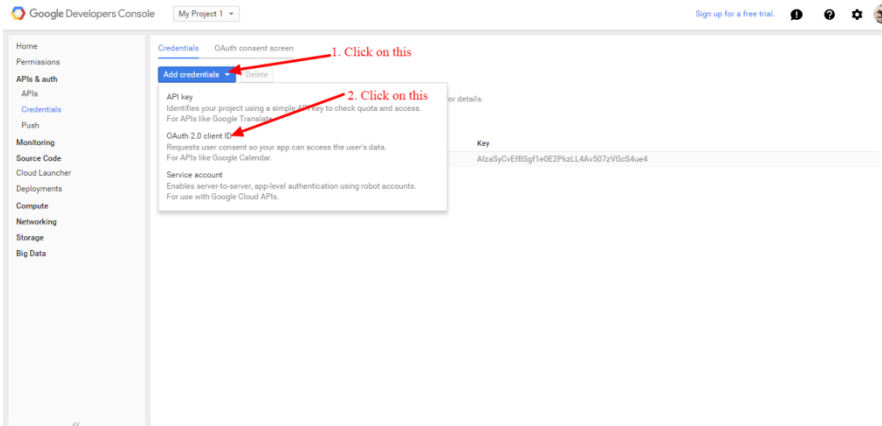 Google Developers Console
My Project 1
Sign up for a free trial.
Home
Permissions
APIs & auth
APIs
Credentials
Push
Monitoring
Source Code
Cloud Launcher
Deployments
Compute
Networking
Storage
Big Data
Credentials
OAuth consent screen
1. Click on this
Add credentials
Delete
2. Click on this
API key
Identifies your project using a simple API key to check quota and access.
For APIs like Google Translate.
or details.
OAuth 2.0 client ID
Requests user consent so your app can access the user's data.
For APIs like Google Calendar.
Service account
Enables server-to-server, app-level authentication using robot accounts.
For use with Google Cloud APIs.
Key
AIzaSyCvEfBSgf1e0E2PkzLL4Av507zVGcS4ue4